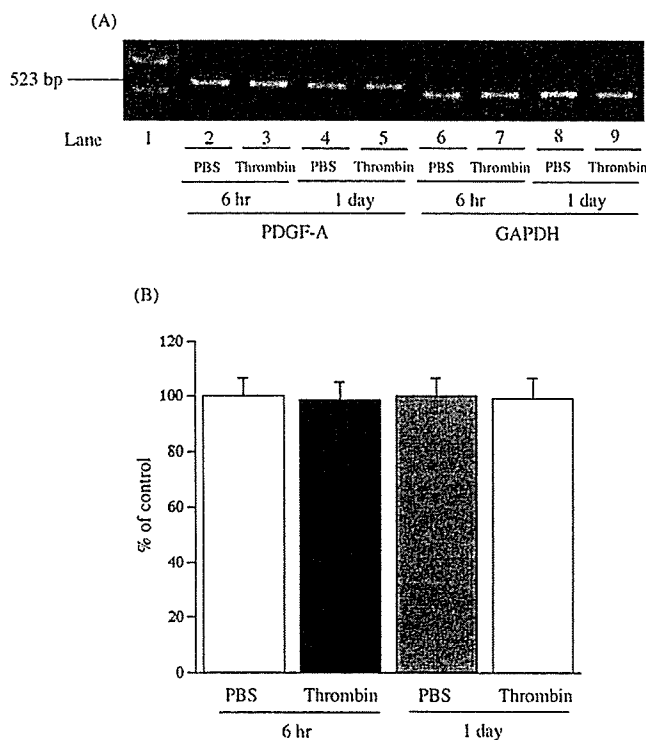 (A)
523 bp
Lane 1 2 3 4 5 6 7 8 9
PBS Thrombin PBS Thrombin PBS Thrombin PBS Thrombin
6 hr 1 day 6 hr 1 day
PDGF-A GAPDH
(B)
120
100
80
60
40
20
0
% of control
PBS Thrombin PBS Thrombin
6 hr 1 day